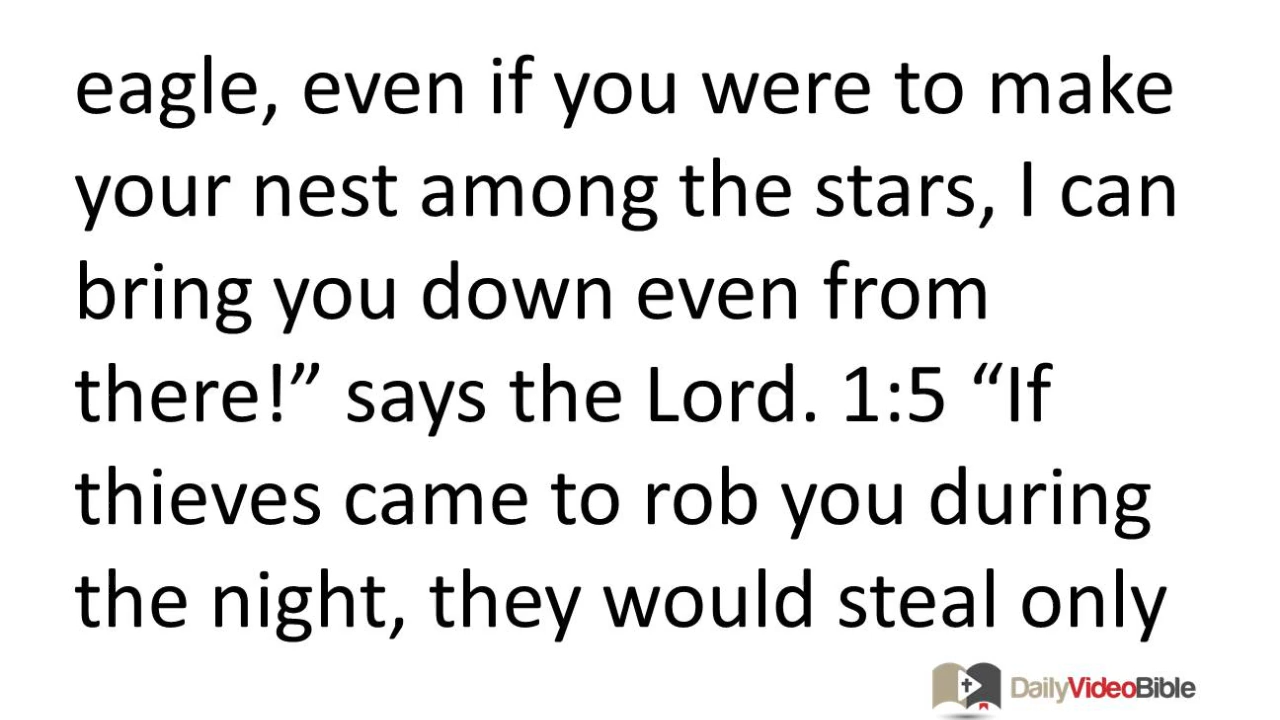 eagle, even if you were to make
your nest among the stars, I can
bring you down even from
there!” says the Lord. 1:5 “If
thieves came to rob you during
the night, they would steal only
DailyVideoBible